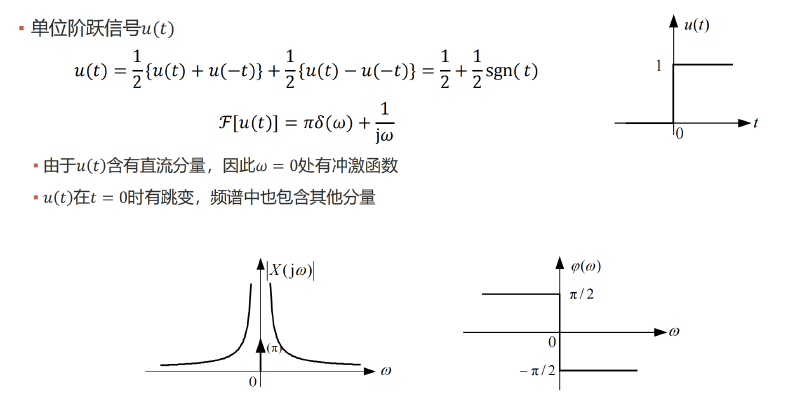 ▪ 单位阶跃信号u(t)
u(t) = 1/2{u(t) + u(−t)} + 1/2{u(t) − u(−t)} = 1/2 + 1/2 sgn( t)
ℱ[u(t)] = πδ(ω) + 1/jω
▪ 由于u(t)含有直流分量，因此ω = 0处有冲激函数
▪ u(t)在t = 0时有跳变，频谱中也包含其他分量
u(t)
1
0
t
|X(jω)|
(π)
0
ω
φ(ω)
π/2
0
ω
−π/2